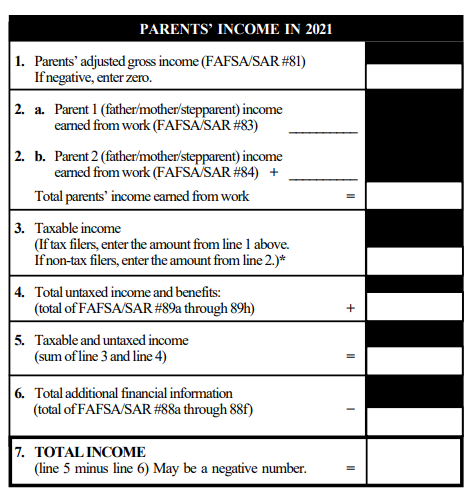 PARENTS’ INCOME IN 2021
1. Parents’ adjusted gross income (FAFSA/SAR #81)
If negative, enter zero.
2. a. Parent 1 (father/mother/stepparent) income
earned from work (FAFSA/SAR #83)
2. b. Parent 2 (father/mother/stepparent) income
earned from work (FAFSA/SAR #84) +
Total parents’ income earned from work =
3. Taxable income
(If tax filers, enter the amount from line 1 above.
If non-tax filers, enter the amount from line 2.)*
4. Total untaxed income and benefits:
(total of FAFSA/SAR #89a through 89h) +
5. Taxable and untaxed income
(sum of line 3 and line 4) =
6. Total additional financial information
(total of FAFSA/SAR #88a through 88f) −
7. TOTAL INCOME
(line 5 minus line 6) May be a negative number. =